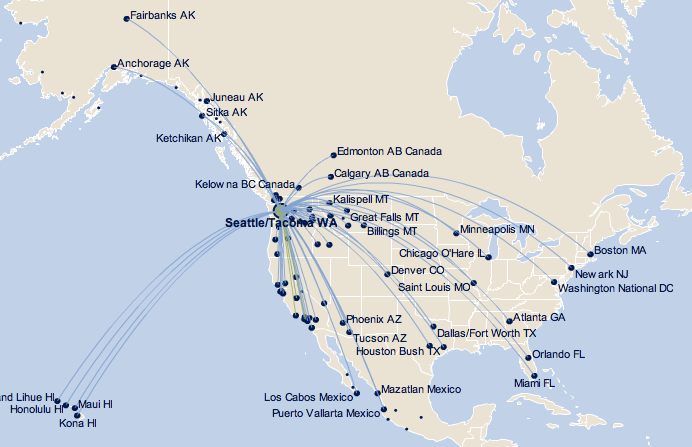 Fairbanks AK
Anchorage AK
Juneau AK
Sitka AK
Ketchikan AK
Edmonton AB Canada
Calgary AB Canada
Kelowna BC Canada
Kalispell MT
Great Falls MT
Seattle/Tacoma WA
Billings MT
Minneapolis MN
Chicago O'Hare IL
Boston MA
Denver CO
Newark NJ
Saint Louis MO
Washington National DC
Phoenix AZ
Atlanta GA
Dallas/Fort Worth TX
Tucson AZ
Houston Bush TX
Orlando FL
Miami FL
Mazatlan Mexico
Los Cabos Mexico
and Lihue HI
Maui HI
Honolulu HI
Puerto Vallarta Mexico
Kona HI